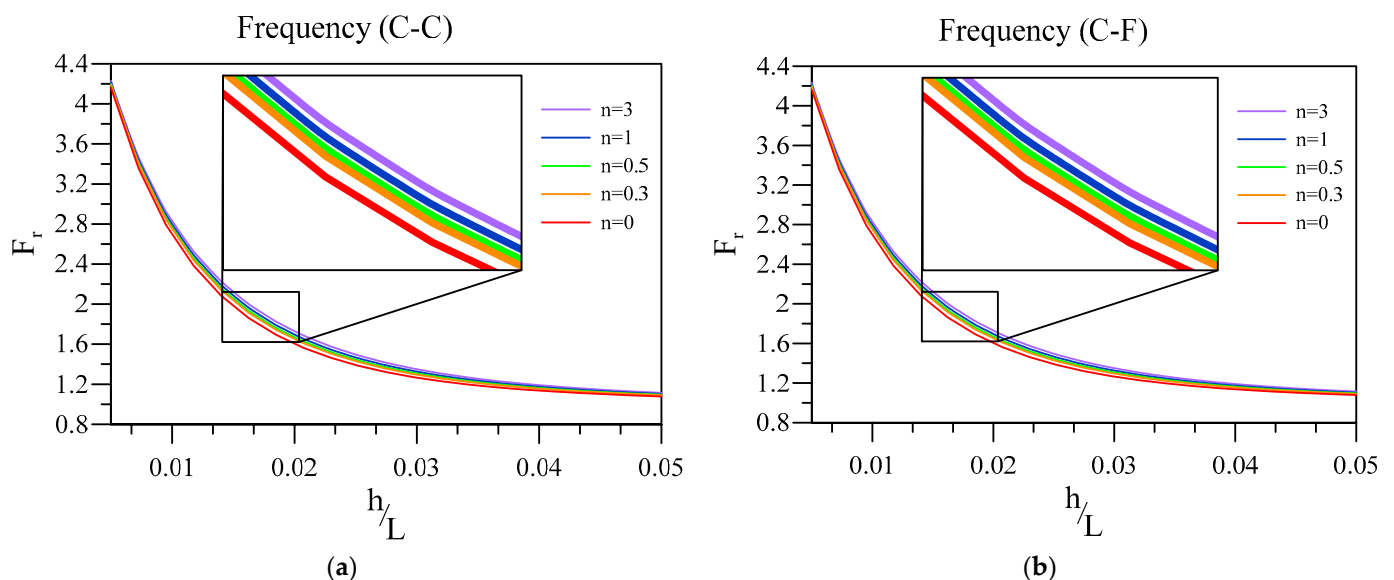 Frequency (C-C)
4.4
4
3.6
3.2
2.8
2.4
2
1.6
1.2
0.8
F_r
n=3
n=1
n=0.5
n=0.3
n=0
0.01 0.02 0.03 0.04 0.05
h/L
(a)
Frequency (C-F)
4.4
4
3.6
3.2
2.8
2.4
2
1.6
1.2
0.8
F_r
n=3
n=1
n=0.5
n=0.3
n=0
0.01 0.02 0.03 0.04 0.05
h/L
(b)